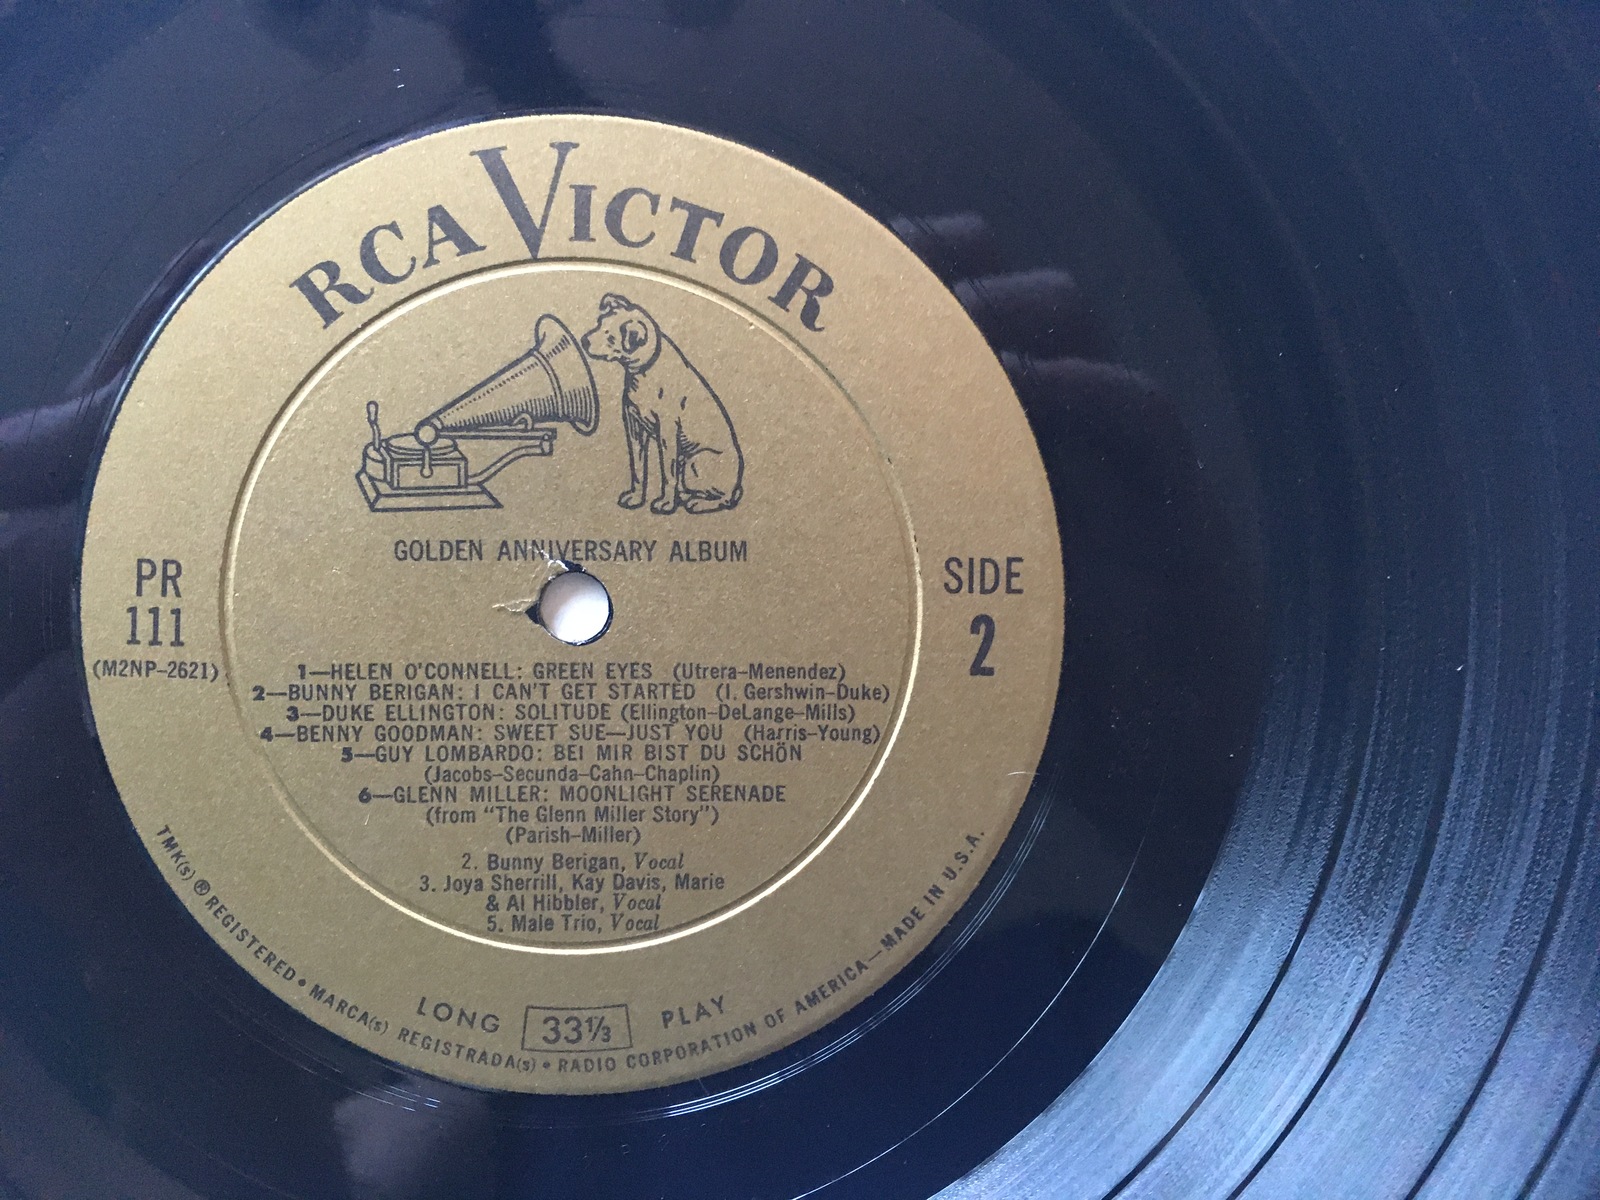 RCA VICTOR
GOLDEN ANNIVERSARY ALBUM
PR
111
(M2NP-2621)
SIDE
2
1—HELEN O'CONNELL: GREEN EYES (Utrera-Menendez)
2—BUNNY BERIGAN: I CAN'T GET STARTED (I. Gershwin-Duke)
3—DUKE ELLINGTON: SOLITUDE (Ellington-DeLange-Mills)
4—BENNY GOODMAN: SWEET SUE—JUST YOU (Harris-Young)
5—GUY LOMBARDO: BEI MIR BIST DU SCHÖN
(Jacobs-Secunda-Cahn-Chaplin)
6—GLENN MILLER: MOONLIGHT SERENADE
(from "The Glenn Miller Story")
(Parish-Miller)
2. Bunny Berigan, Vocal
3. Joya Sherrill, Kay Davis, Marie
& Al Hibbler, Vocal
5. Male Trio, Vocal
LONG 33⅓ PLAY
TMK(s) ® REGISTERED • MARCA(s) REGISTRADA(s) • RADIO CORPORATION OF AMERICA—MADE IN U.S.A.